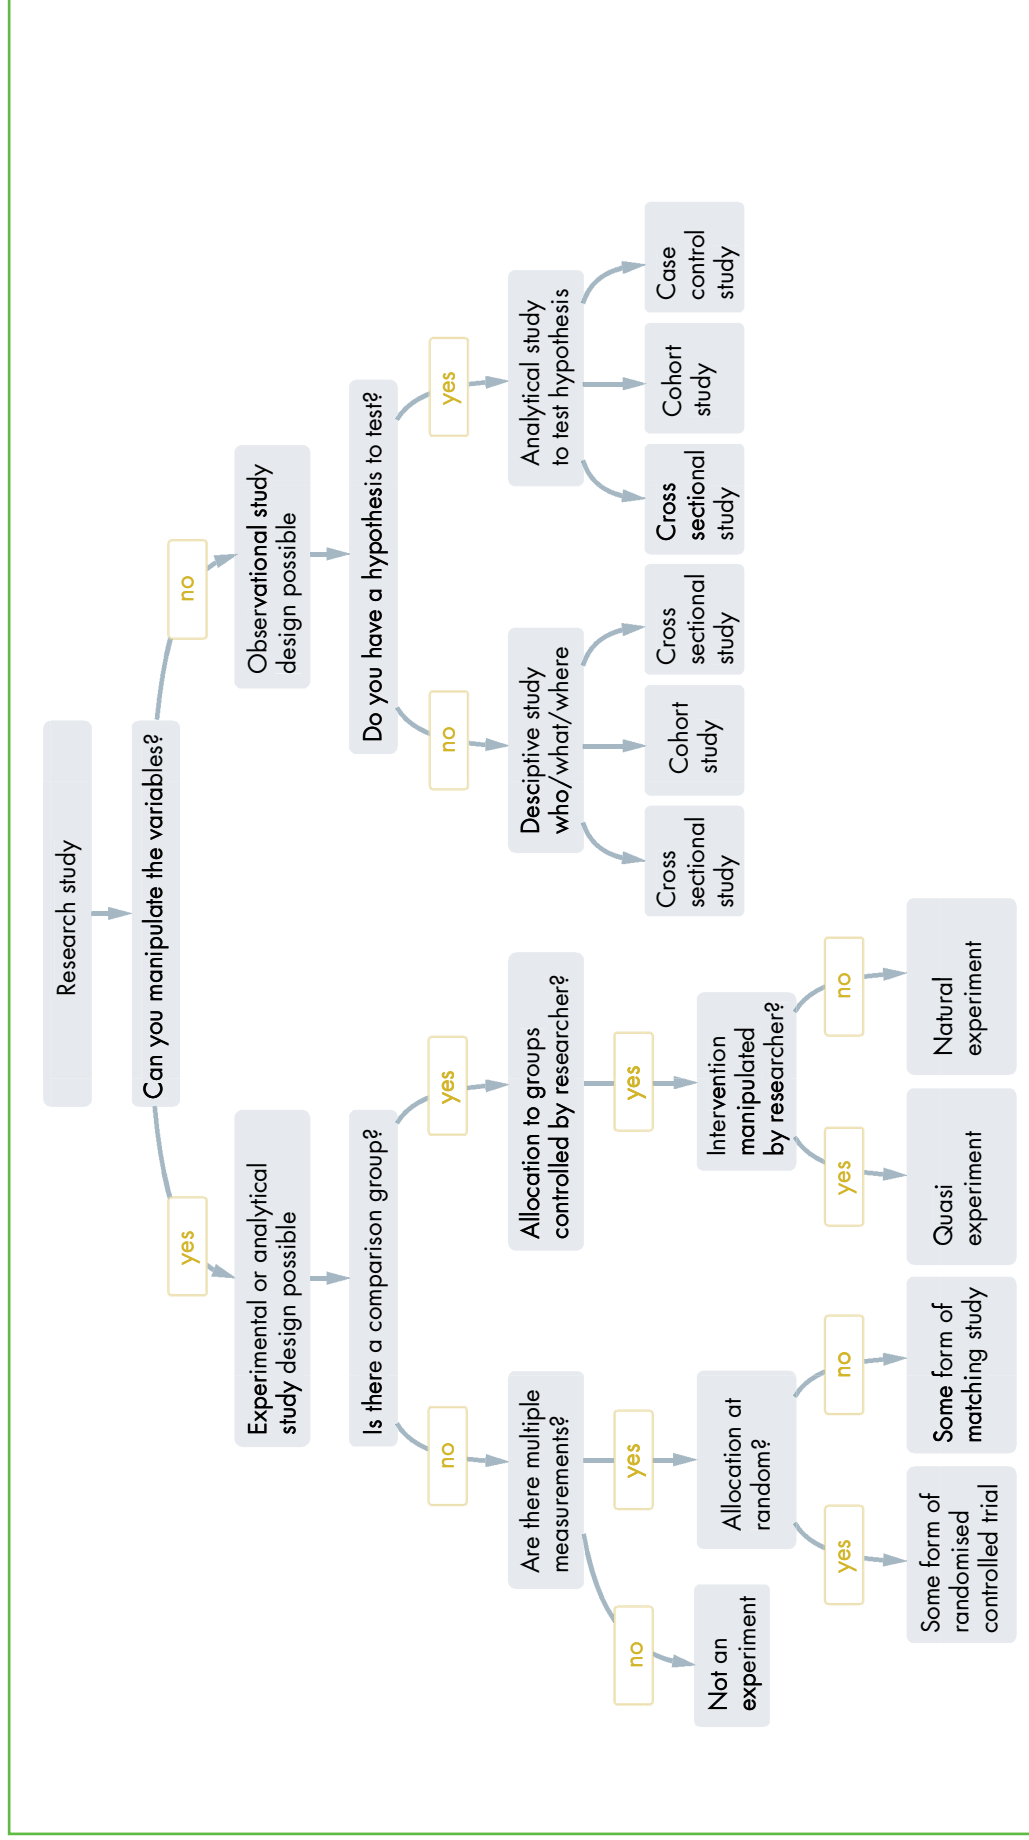 Research study
Can you manipulate the variables?
yes
no
Experimental or analytical
study design possible
Observational study
design possible
Is there a comparison group?
Do you have a hypothesis to test?
no
yes
no
yes
Are there multiple
measurements?
Allocation to groups
controlled by researcher?
Desciptive study
who/what/where
Analytical study
to test hypothesis
no
yes
yes
Cross
sectional
study
Cohort
study
Cross
sectional
study
Cross
sectional
study
Cohort
study
Case
control
study
Not an
experiment
Allocation at
random?
Intervention
manipulated
by researcher?
yes
no
yes
no
Some form of
randomised
controlled trial
Some form of
matching study
Quasi
experiment
Natural
experiment